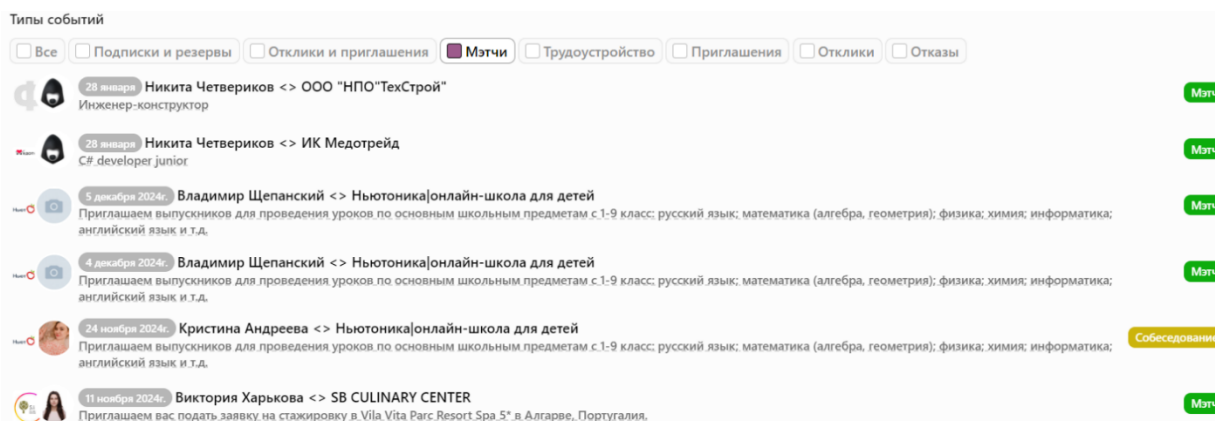 Типы событий
Все Подписки и резервы Отклики и приглашения Мэтчи Трудоустройство Приглашения Отклики Отказы
28 января Никита Четвериков <> ООО "НПО"ТехСтрой" Мэтч
Инженер-конструктор
28 января Никита Четвериков <> ИК Медотрейд Мэтч
C# developer junior
5 декабря 2024г. Владимир Щепанский <> Ньютоника|онлайн-школа для детей Мэтч
Приглашаем выпускников для проведения уроков по основным школьным предметам с 1-9 класс: русский язык; математика (алгебра, геометрия); физика; химия; информатика;
английский язык и т.д.
4 декабря 2024г. Владимир Щепанский <> Ньютоника|онлайн-школа для детей Мэтч
Приглашаем выпускников для проведения уроков по основным школьным предметам с 1-9 класс: русский язык; математика (алгебра, геометрия); физика; химия; информатика;
английский язык и т.д.
24 ноября 2024г. Кристина Андреева <> Ньютоника|онлайн-школа для детей Собеседование
Приглашаем выпускников для проведения уроков по основным школьным предметам с 1-9 класс: русский язык; математика (алгебра, геометрия); физика; химия; информатика;
английский язык и т.д.
11 ноября 2024г. Виктория Харькова <> SB CULINARY CENTER Мэтч
Приглашаем вас подать заявку на стажировку в Vila Vita Parc Resort Spa 5* в Алгарве, Португалия.